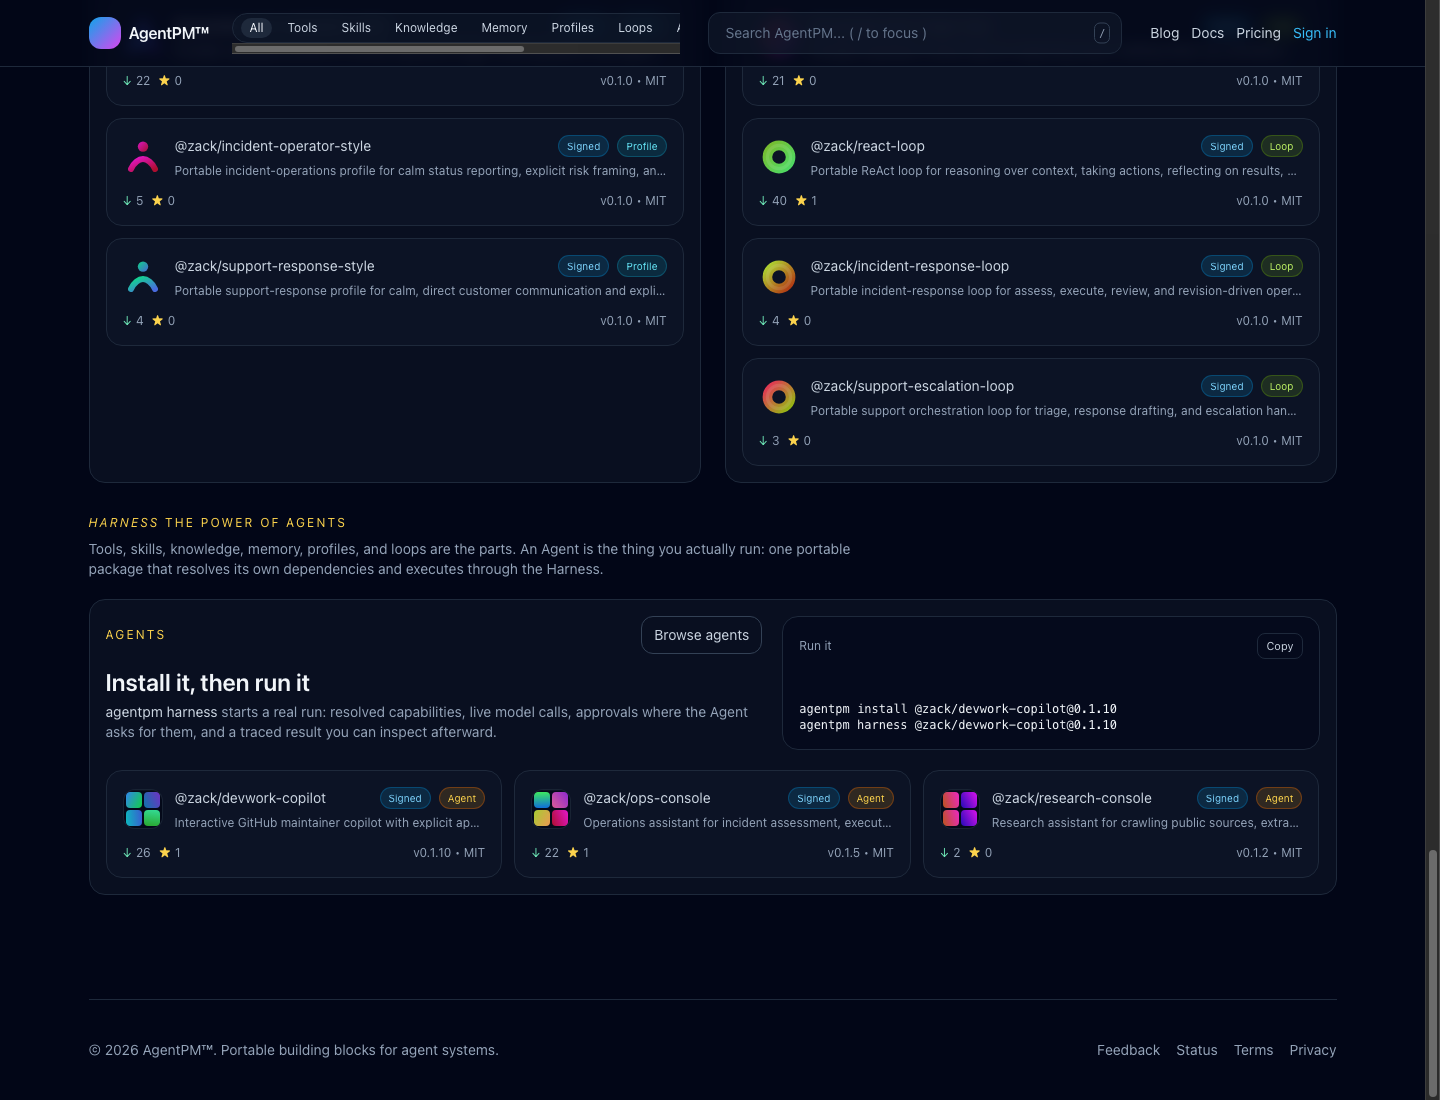 AgentPM™
All Tools Skills Knowledge Memory Profiles Loops
Search AgentPM... ( / to focus ) /
Blog Docs Pricing Sign in
22 0 v0.1.0 • MIT
@zack/incident-operator-style Signed Profile
Portable incident-operations profile for calm status reporting, explicit risk framing, an...
5 0 v0.1.0 • MIT
@zack/support-response-style Signed Profile
Portable support-response profile for calm, direct customer communication and expli...
4 0 v0.1.0 • MIT
21 0 v0.1.0 • MIT
@zack/react-loop Signed Loop
Portable ReAct loop for reasoning over context, taking actions, reflecting on results, ...
40 1 v0.1.0 • MIT
@zack/incident-response-loop Signed Loop
Portable incident-response loop for assess, execute, review, and revision-driven oper...
4 0 v0.1.0 • MIT
@zack/support-escalation-loop Signed Loop
Portable support orchestration loop for triage, response drafting, and escalation han...
3 0 v0.1.0 • MIT
HARNESS THE POWER OF AGENTS
Tools, skills, knowledge, memory, profiles, and loops are the parts. An Agent is the thing you actually run: one portable
package that resolves its own dependencies and executes through the Harness.
AGENTS
Browse agents
Install it, then run it
agentpm harness starts a real run: resolved capabilities, live model calls, approvals where the Agent
asks for them, and a traced result you can inspect afterward.
Run it
Copy
agentpm install @zack/devwork-copilot@0.1.10
agentpm harness @zack/devwork-copilot@0.1.10
@zack/devwork-copilot Signed Agent
Interactive GitHub maintainer copilot with explicit ap...
26 1 v0.1.10 • MIT
@zack/ops-console Signed Agent
Operations assistant for incident assessment, execut...
22 1 v0.1.5 • MIT
@zack/research-console Signed Agent
Research assistant for crawling public sources, extra...
2 0 v0.1.2 • MIT
© 2026 AgentPM™. Portable building blocks for agent systems.
Feedback Status Terms Privacy